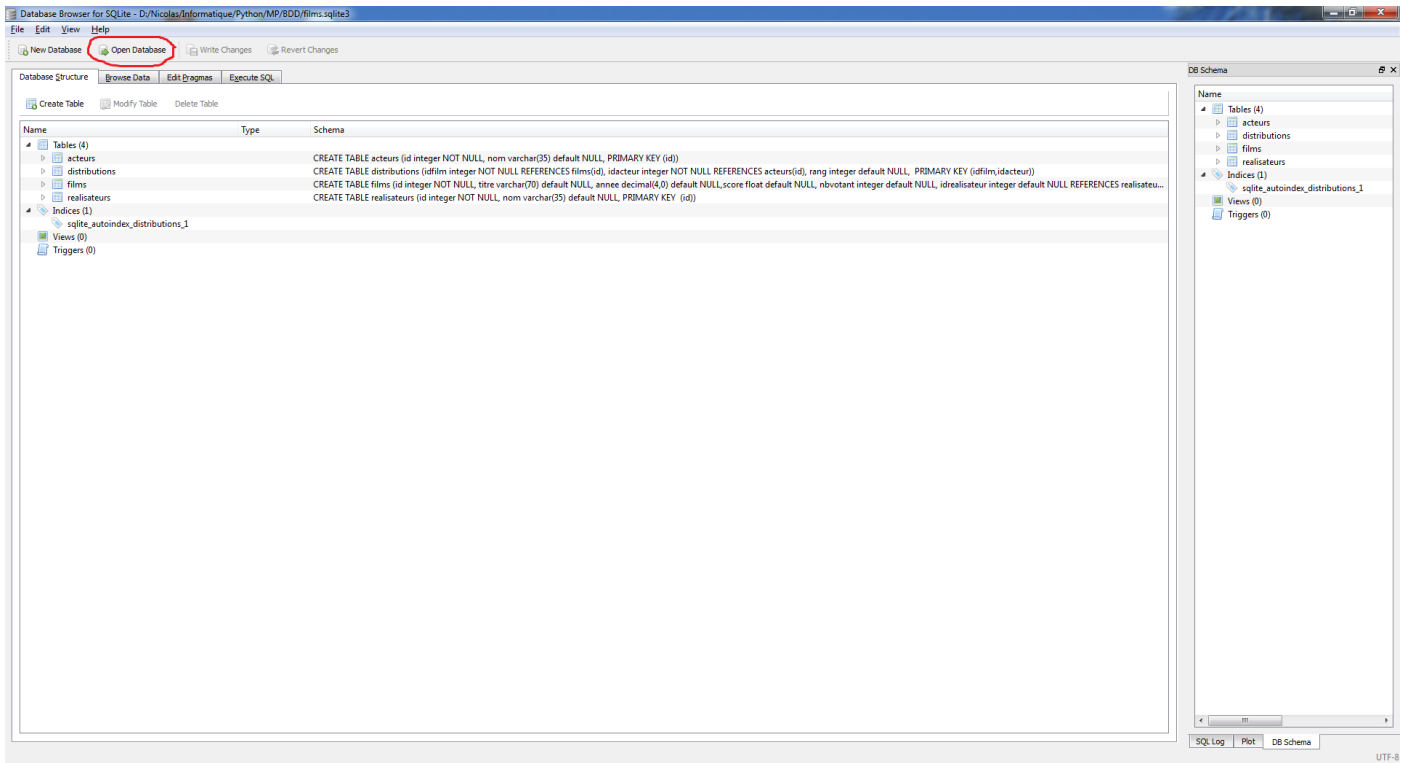 Database Browser for SQLite - D:/Nicolas/Informatique/Python/MP/BDD/films.sqlite3
File Edit View Help
New Database Open Database Write Changes Revert Changes
Database Structure Browse Data Edit Pragmas Execute SQL
Create Table Modify Table Delete Table
Name Type Schema
Tables (4)
acteurs CREATE TABLE acteurs (id integer NOT NULL, nom varchar(35) default NULL, PRIMARY KEY (id))
distributions CREATE TABLE distributions (idfilm integer NOT NULL REFERENCES films(id), idacteur integer NOT NULL REFERENCES acteurs(id), rang integer default NULL, PRIMARY KEY (idfilm,idacteur))
films CREATE TABLE films (id integer NOT NULL, titre varchar(70) default NULL, annee decimal(4,0) default NULL,score float default NULL, nbvotant integer default NULL, idrealisateur integer default NULL REFERENCES realisateu...
realisateurs CREATE TABLE realisateurs (id integer NOT NULL, nom varchar(35) default NULL, PRIMARY KEY (id))
Indices (1)
sqlite_autoindex_distributions_1
Views (0)
Triggers (0)
DB Schema
Name
Tables (4)
acteurs
distributions
films
realisateurs
Indices (1)
sqlite_autoindex_distributions_1
Views (0)
Triggers (0)
SQL Log Plot DB Schema
UTF-8